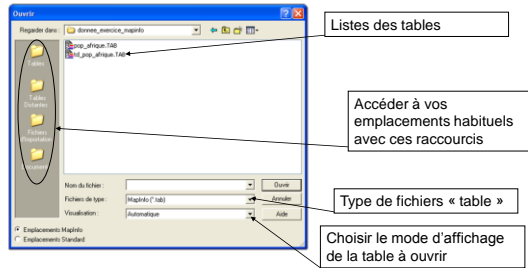 Ouvrir
Regarder dans :
donnee_exercice_mapinfo
pop_afrique.TAB
td_pop_afrique.TAB
Tables
Tables
Distantes
Fichiers
d'importation
Nom du fichier :
Ouvrir
Fichiers de type :
MapInfo (*.tab)
Annuler
Visualisation :
Automatique
Aide
Emplacements MapInfo
Emplacements Standard
Listes des tables
Accéder à vos
emplacements habituels
avec ces raccourcis
Type de fichiers « table »
Choisir le mode d'affichage
de la table à ouvrir